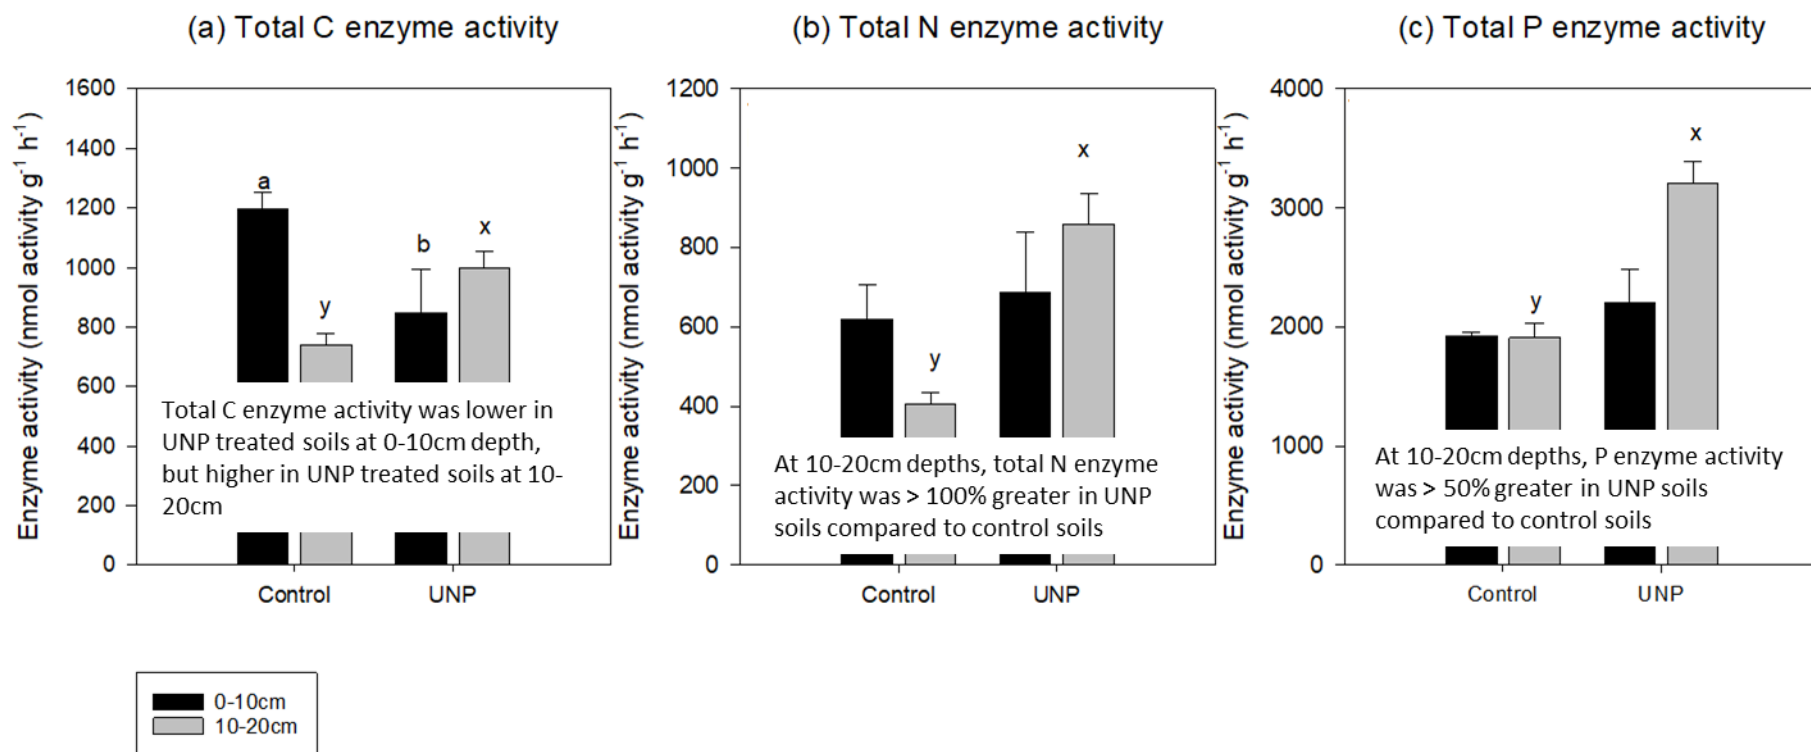 (a) Total C enzyme activity
Enzyme activity (nmol activity g⁻¹ h⁻¹)
1600
1400
1200
1000
800
600
400
200
0
a
y
b
x
Total C enzyme activity was lower in
UNP treated soils at 0-10cm depth,
but higher in UNP treated soils at 10-
20cm
Control
UNP
(b) Total N enzyme activity
Enzyme activity (nmol activity g⁻¹ h⁻¹)
1200
1000
800
600
400
200
0
y
x
At 10-20cm depths, total N enzyme
activity was > 100% greater in UNP
soils compared to control soils
Control
UNP
(c) Total P enzyme activity
Enzyme activity (nmol activity g⁻¹ h⁻¹)
4000
3000
2000
1000
0
y
x
At 10-20cm depths, P enzyme activity
was > 50% greater in UNP soils
compared to control soils
Control
UNP
0-10cm
10-20cm